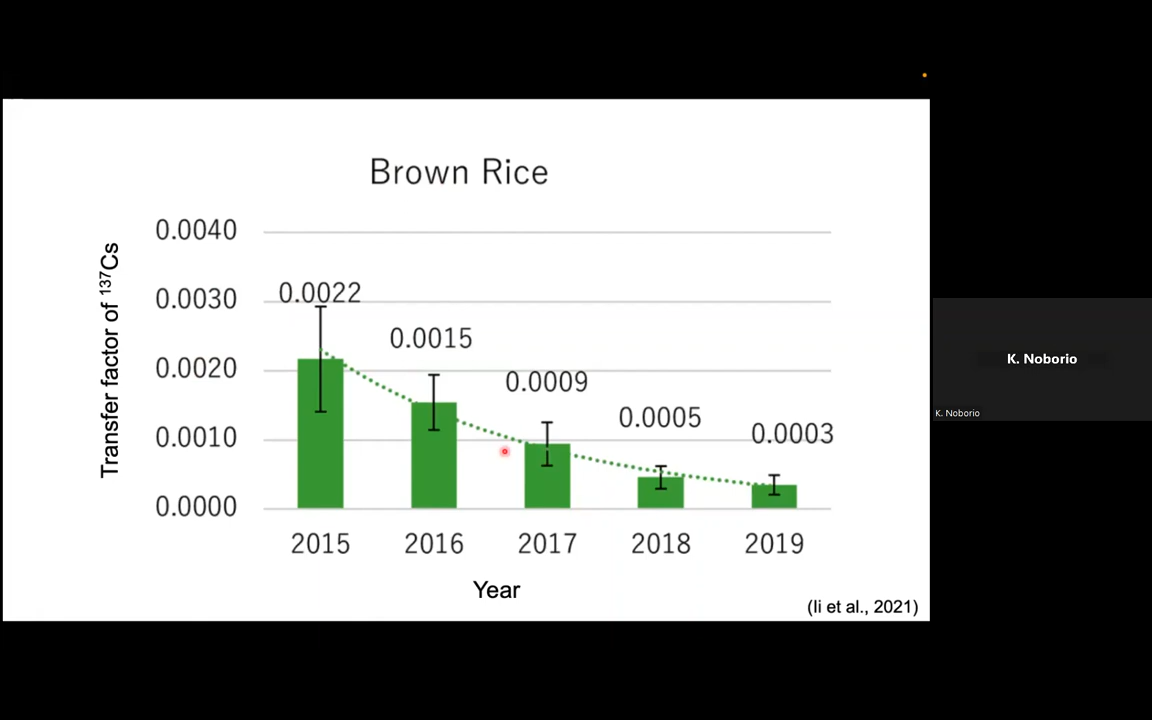 Brown Rice
Transfer factor of ¹³⁷Cs
0.0040
0.0030
0.0020
0.0010
0.0000
0.0022
0.0015
0.0009
0.0005
0.0003
2015 2016 2017 2018 2019
Year
(Ii et al., 2021)
K. Noborio
K. Noborio